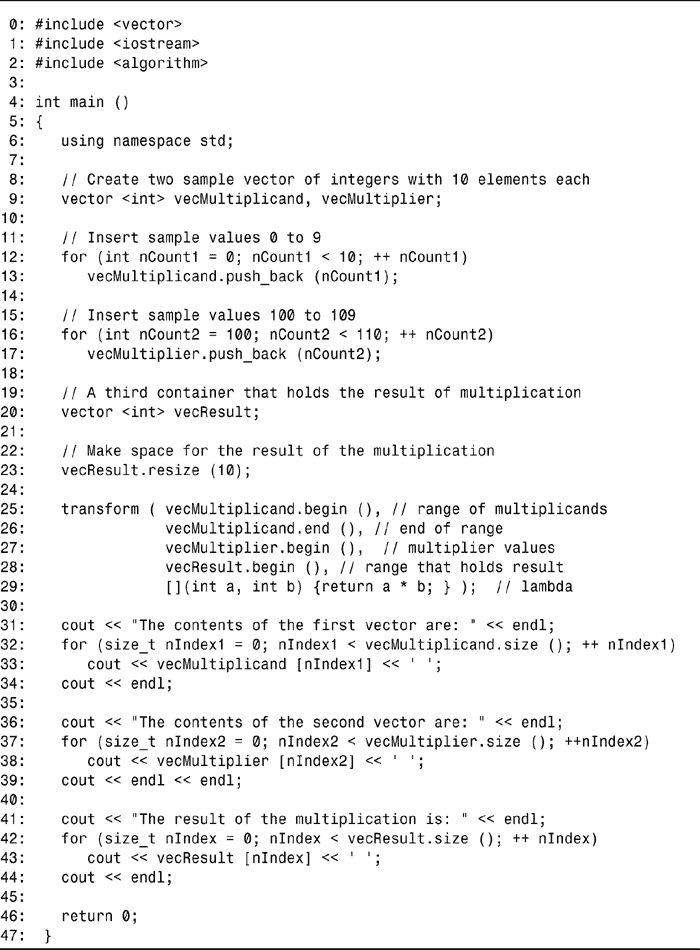 0: #include <vector>
1: #include <iostream>
2: #include <algorithm>
3:
4: int main ()
5: {
6:    using namespace std;
7:
8:    // Create two sample vector of integers with 10 elements each
9:    vector <int> vecMultiplicand, vecMultiplier;
10:
11:    // Insert sample values 0 to 9
12:    for (int nCount1 = 0; nCount1 < 10; ++ nCount1)
13:       vecMultiplicand.push_back (nCount1);
14:
15:    // Insert sample values 100 to 109
16:    for (int nCount2 = 100; nCount2 < 110; ++ nCount2)
17:       vecMultiplier.push_back (nCount2);
18:
19:    // A third container that holds the result of multiplication
20:    vector <int> vecResult;
21:
22:    // Make space for the result of the multiplication
23:    vecResult.resize (10);
24:
25:    transform ( vecMultiplicand.begin (), // range of multiplicands
26:                vecMultiplicand.end (), // end of range
27:                vecMultiplier.begin (),  // multiplier values
28:                vecResult.begin (), // range that holds result
29:                [](int a, int b) {return a * b; } );  // lambda
30:
31:    cout << "The contents of the first vector are: " << endl;
32:    for (size_t nIndex1 = 0; nIndex1 < vecMultiplicand.size (); ++ nIndex1)
33:       cout << vecMultiplicand [nIndex1] << ' ';
34:    cout << endl;
35:
36:    cout << "The contents of the second vector are: " << endl;
37:    for (size_t nIndex2 = 0; nIndex2 < vecMultiplier.size (); ++nIndex2)
38:       cout << vecMultiplier [nIndex2] << ' ';
39:    cout << endl << endl;
40:
41:    cout << "The result of the multiplication is: " << endl;
42:    for (size_t nIndex = 0; nIndex < vecResult.size (); ++ nIndex)
43:       cout << vecResult [nIndex] << ' ';
44:    cout << endl;
45:
46:    return 0;
47:  }